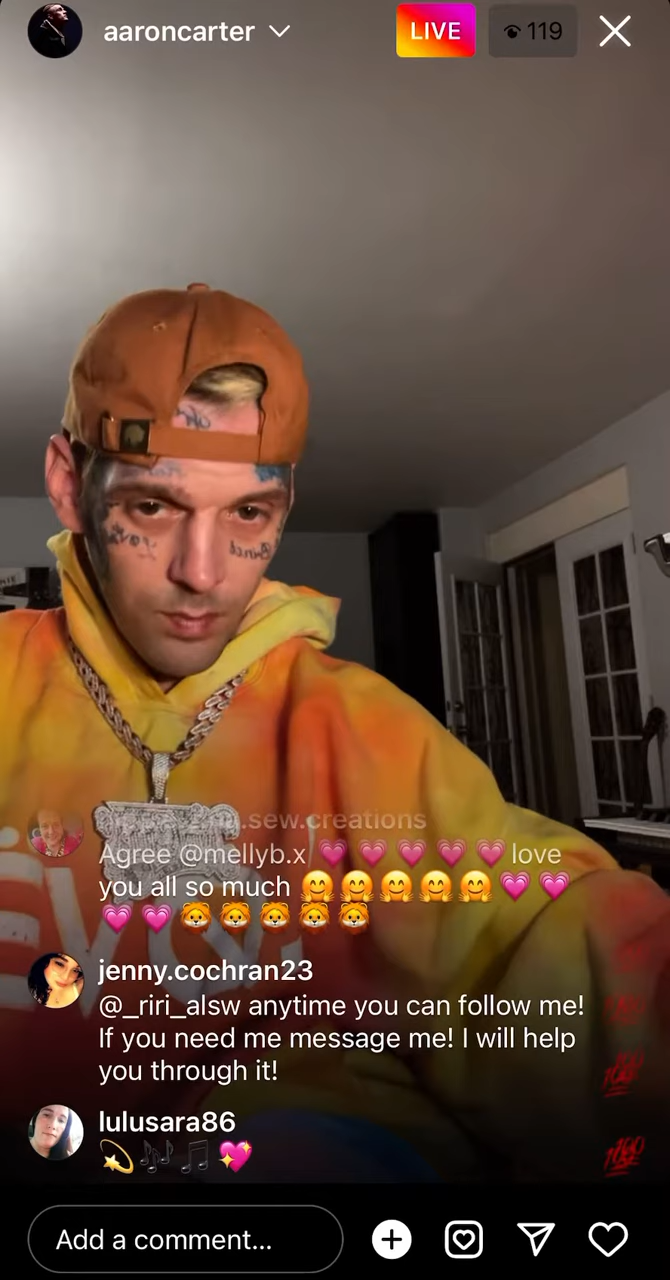 aaroncarter
LIVE
119
.sew.creations
Agree @mellyb.x 💗 💗 💗 💗 💗 love
you all so much 🤗🤗🤗🤗🤗💗 💗
💗 💗 🦁🦁🦁🦁🦁
jenny.cochran23
@_riri_alsw anytime you can follow me!
If you need me message me! I will help
you through it!
lulusara86
💫🎶🎵💖
Add a comment...